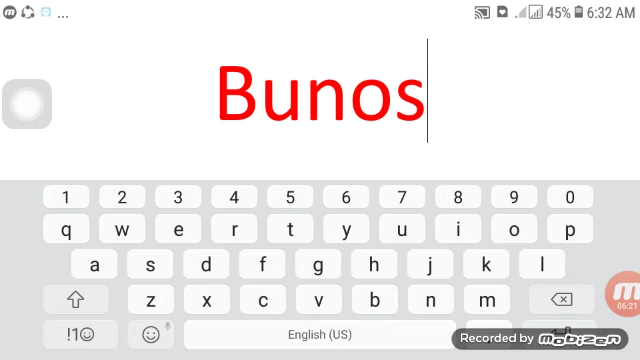 ... 45% 6:32 AM
Bunos
1 2 3 4 5 6 7 8 9 0
q w e r t y u i o p
a s d f g h j k l
z x c v b n m
06:21
!1☺ English (US)
Recorded by mobizen